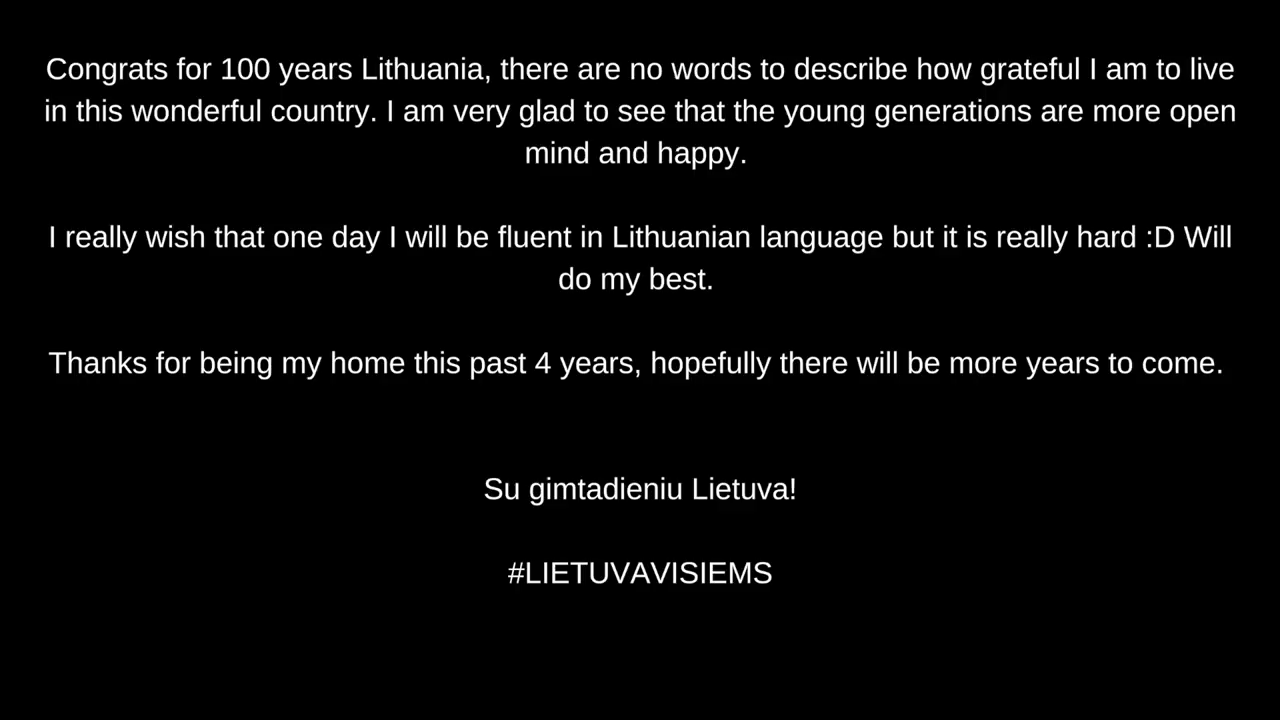 Congrats for 100 years Lithuania, there are no words to describe how grateful I am to live
in this wonderful country. I am very glad to see that the young generations are more open
mind and happy.
I really wish that one day I will be fluent in Lithuanian language but it is really hard :D Will
do my best.
Thanks for being my home this past 4 years, hopefully there will be more years to come.
Su gimtadieniu Lietuva!
#LIETUVAVISIEMS